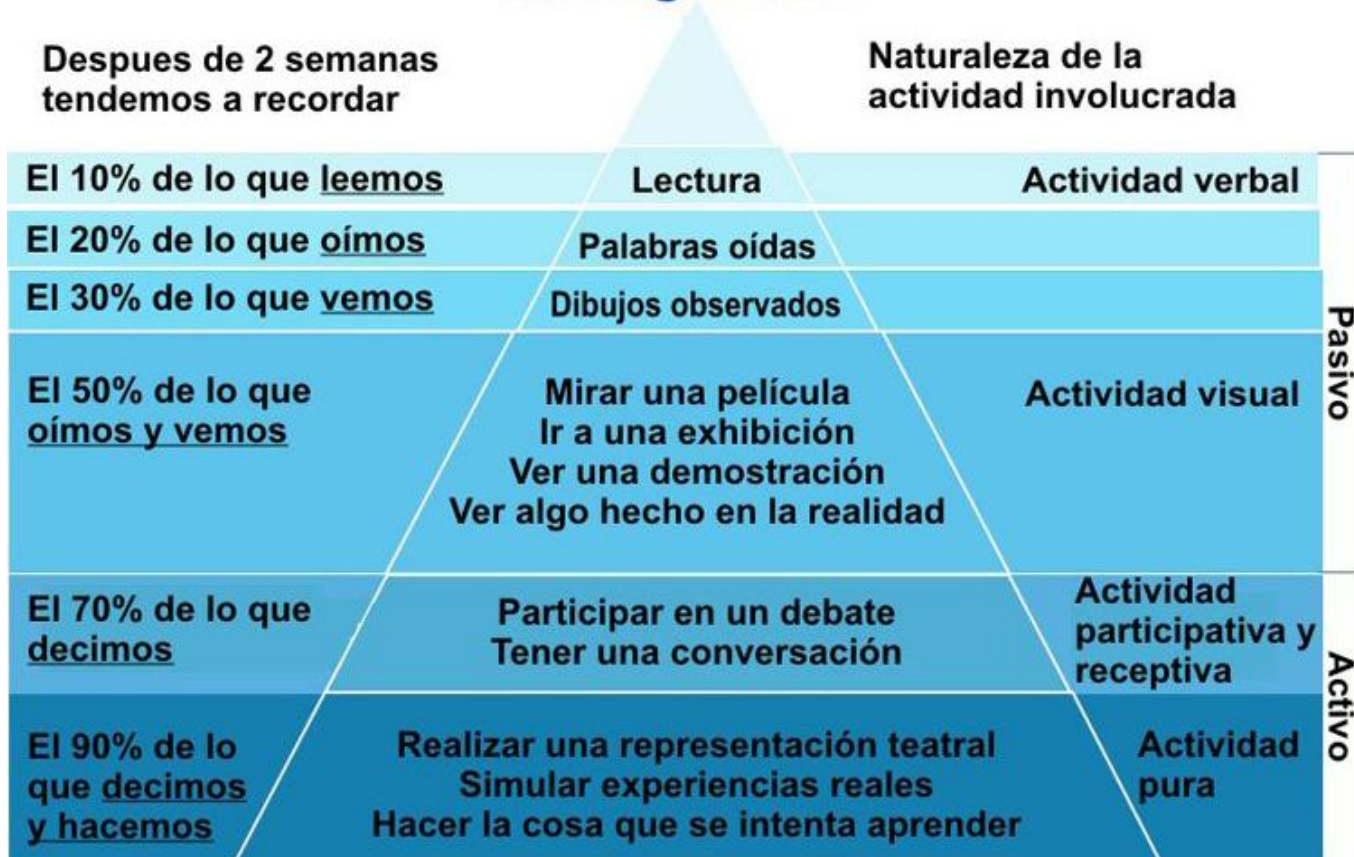 Despues de 2 semanas
tendemos a recordar
Naturaleza de la
actividad involucrada
El 10% de lo que leemos
Lectura
Actividad verbal
El 20% de lo que oímos
Palabras oídas
El 30% de lo que vemos
Dibujos observados
El 50% de lo que
oímos y vemos
Mirar una película
Ir a una exhibición
Ver una demostración
Ver algo hecho en la realidad
Actividad visual
Pasivo
El 70% de lo que
decimos
Participar en un debate
Tener una conversación
Actividad
participativa y
receptiva
El 90% de lo
que decimos
y hacemos
Realizar una representación teatral
Simular experiencias reales
Hacer la cosa que se intenta aprender
Actividad
pura
Activo